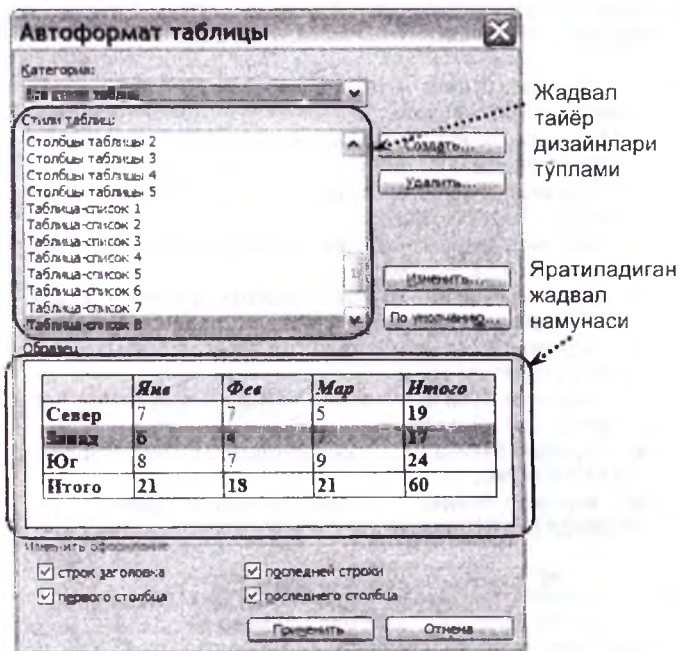 Автоформат таблицы
Категория:
Все стили таблиц
Стили таблиц:
Столбцы таблицы 2
Столбцы таблицы 3
Столбцы таблицы 4
Столбцы таблицы 5
Таблица-список 1
Таблица-список 2
Таблица-список 3
Таблица-список 4
Таблица-список 5
Таблица-список 6
Таблица-список 7
Таблица-список 8
Создать...
Удалить...
Изменить...
По умолчанию...
Жадвал
тайёр
дизайнлари
тўплами
Яратиладиган
жадвал
намунаси
Образец
Янв Фев Мар Итого
Север 7 7 5 19
Запад 6 4 7 17
Юг 8 7 9 24
Итого 21 18 21 60
Изменить оформление
строк заголовка последней строки
первого столбца последнего столбца
Применить Отмена